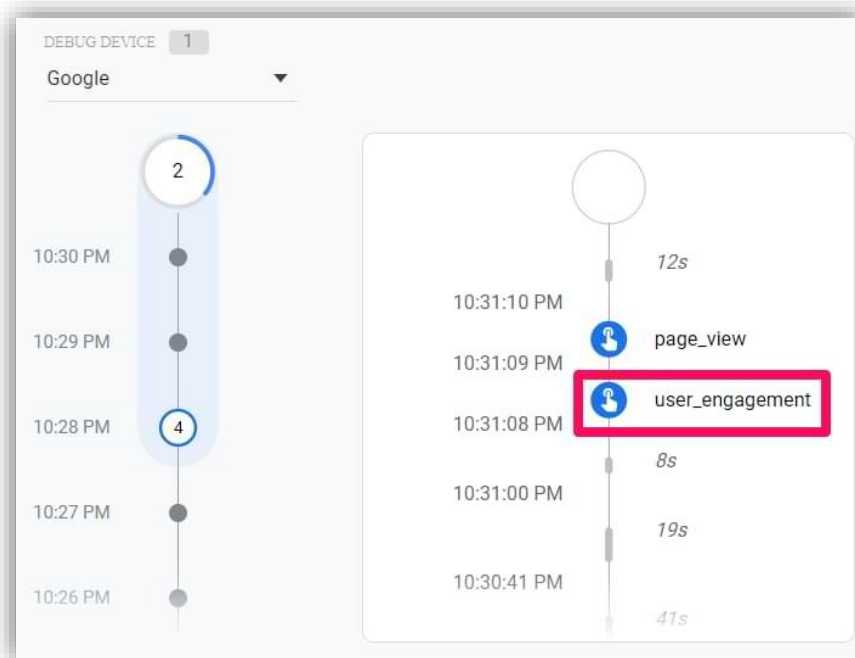 DEBUG DEVICE 1
Google
2
10:30 PM
10:29 PM
10:28 PM 4
10:27 PM
10:26 PM
12s
10:31:10 PM
page_view
10:31:09 PM
user_engagement
10:31:08 PM
8s
10:31:00 PM
19s
10:30:41 PM
41s